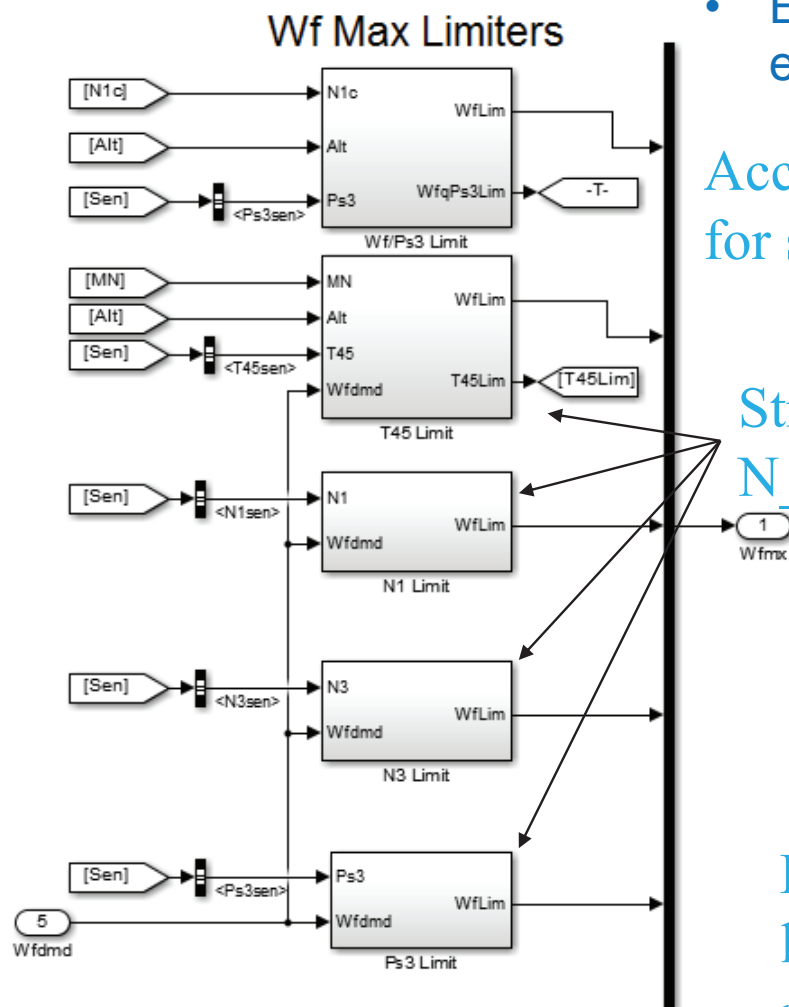 Wf Max Limiters
[N1c]
N1c
WfLim
[Alt]
Alt
[Sen]
<Ps3sen>
Ps3
WfqPs3Lim
-T-
Wf/Ps3 Limit
[MN]
MN
WfLim
[Alt]
Alt
[Sen]
<T45sen>
T45
T45Lim
[T45Lim]
Wfdmd
T45 Limit
[Sen]
<N1sen>
N1
WfLim
Wfdmd
N1 Limit
1
Wfmx
[Sen]
<N3sen>
N3
WfLim
Wfdmd
N3 Limit
[Sen]
<Ps3sen>
Ps3
WfLim
5
Wfdmd
Wfdmd
Ps3 Limit
for